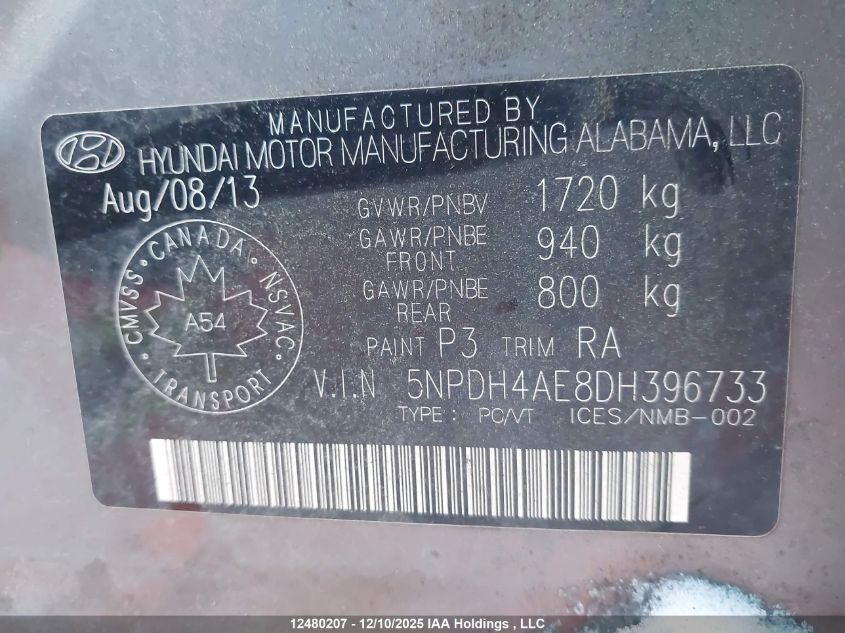 MANUFACTURED BY
HYUNDAI MOTOR MANUFACTURING ALABAMA, LLC
Aug/08/13
GVWR/PNBV 1720 kg
GAWR/PNBE FRONT 940 kg
GAWR/PNBE REAR 800 kg
PAINT P3 TRIM RA
V.I.N 5NPDH4AE8DH396733
TYPE: PC/VT ICES/NMB-002
CANADA
CMVSS • NSVAC
A54
TRANSPORT
12480207 - 12/10/2025 IAA Holdings , LLC